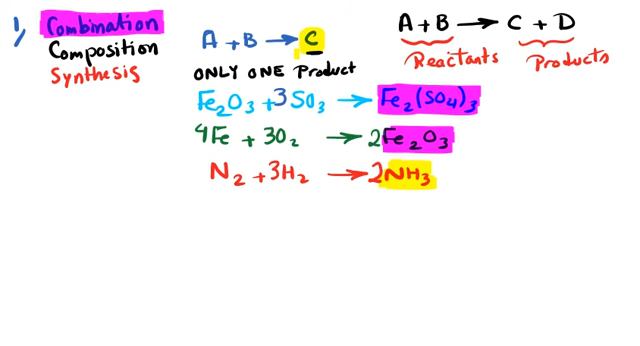 1, Combination
Composition
Synthesis
A + B → C
ONLY ONE Product
Fe₂O₃ + 3SO₃ → Fe₂(SO₄)₃
4Fe + 3O₂ → 2Fe₂O₃
N₂ + 3H₂ → 2NH₃
A + B → C + D
Reactants Products